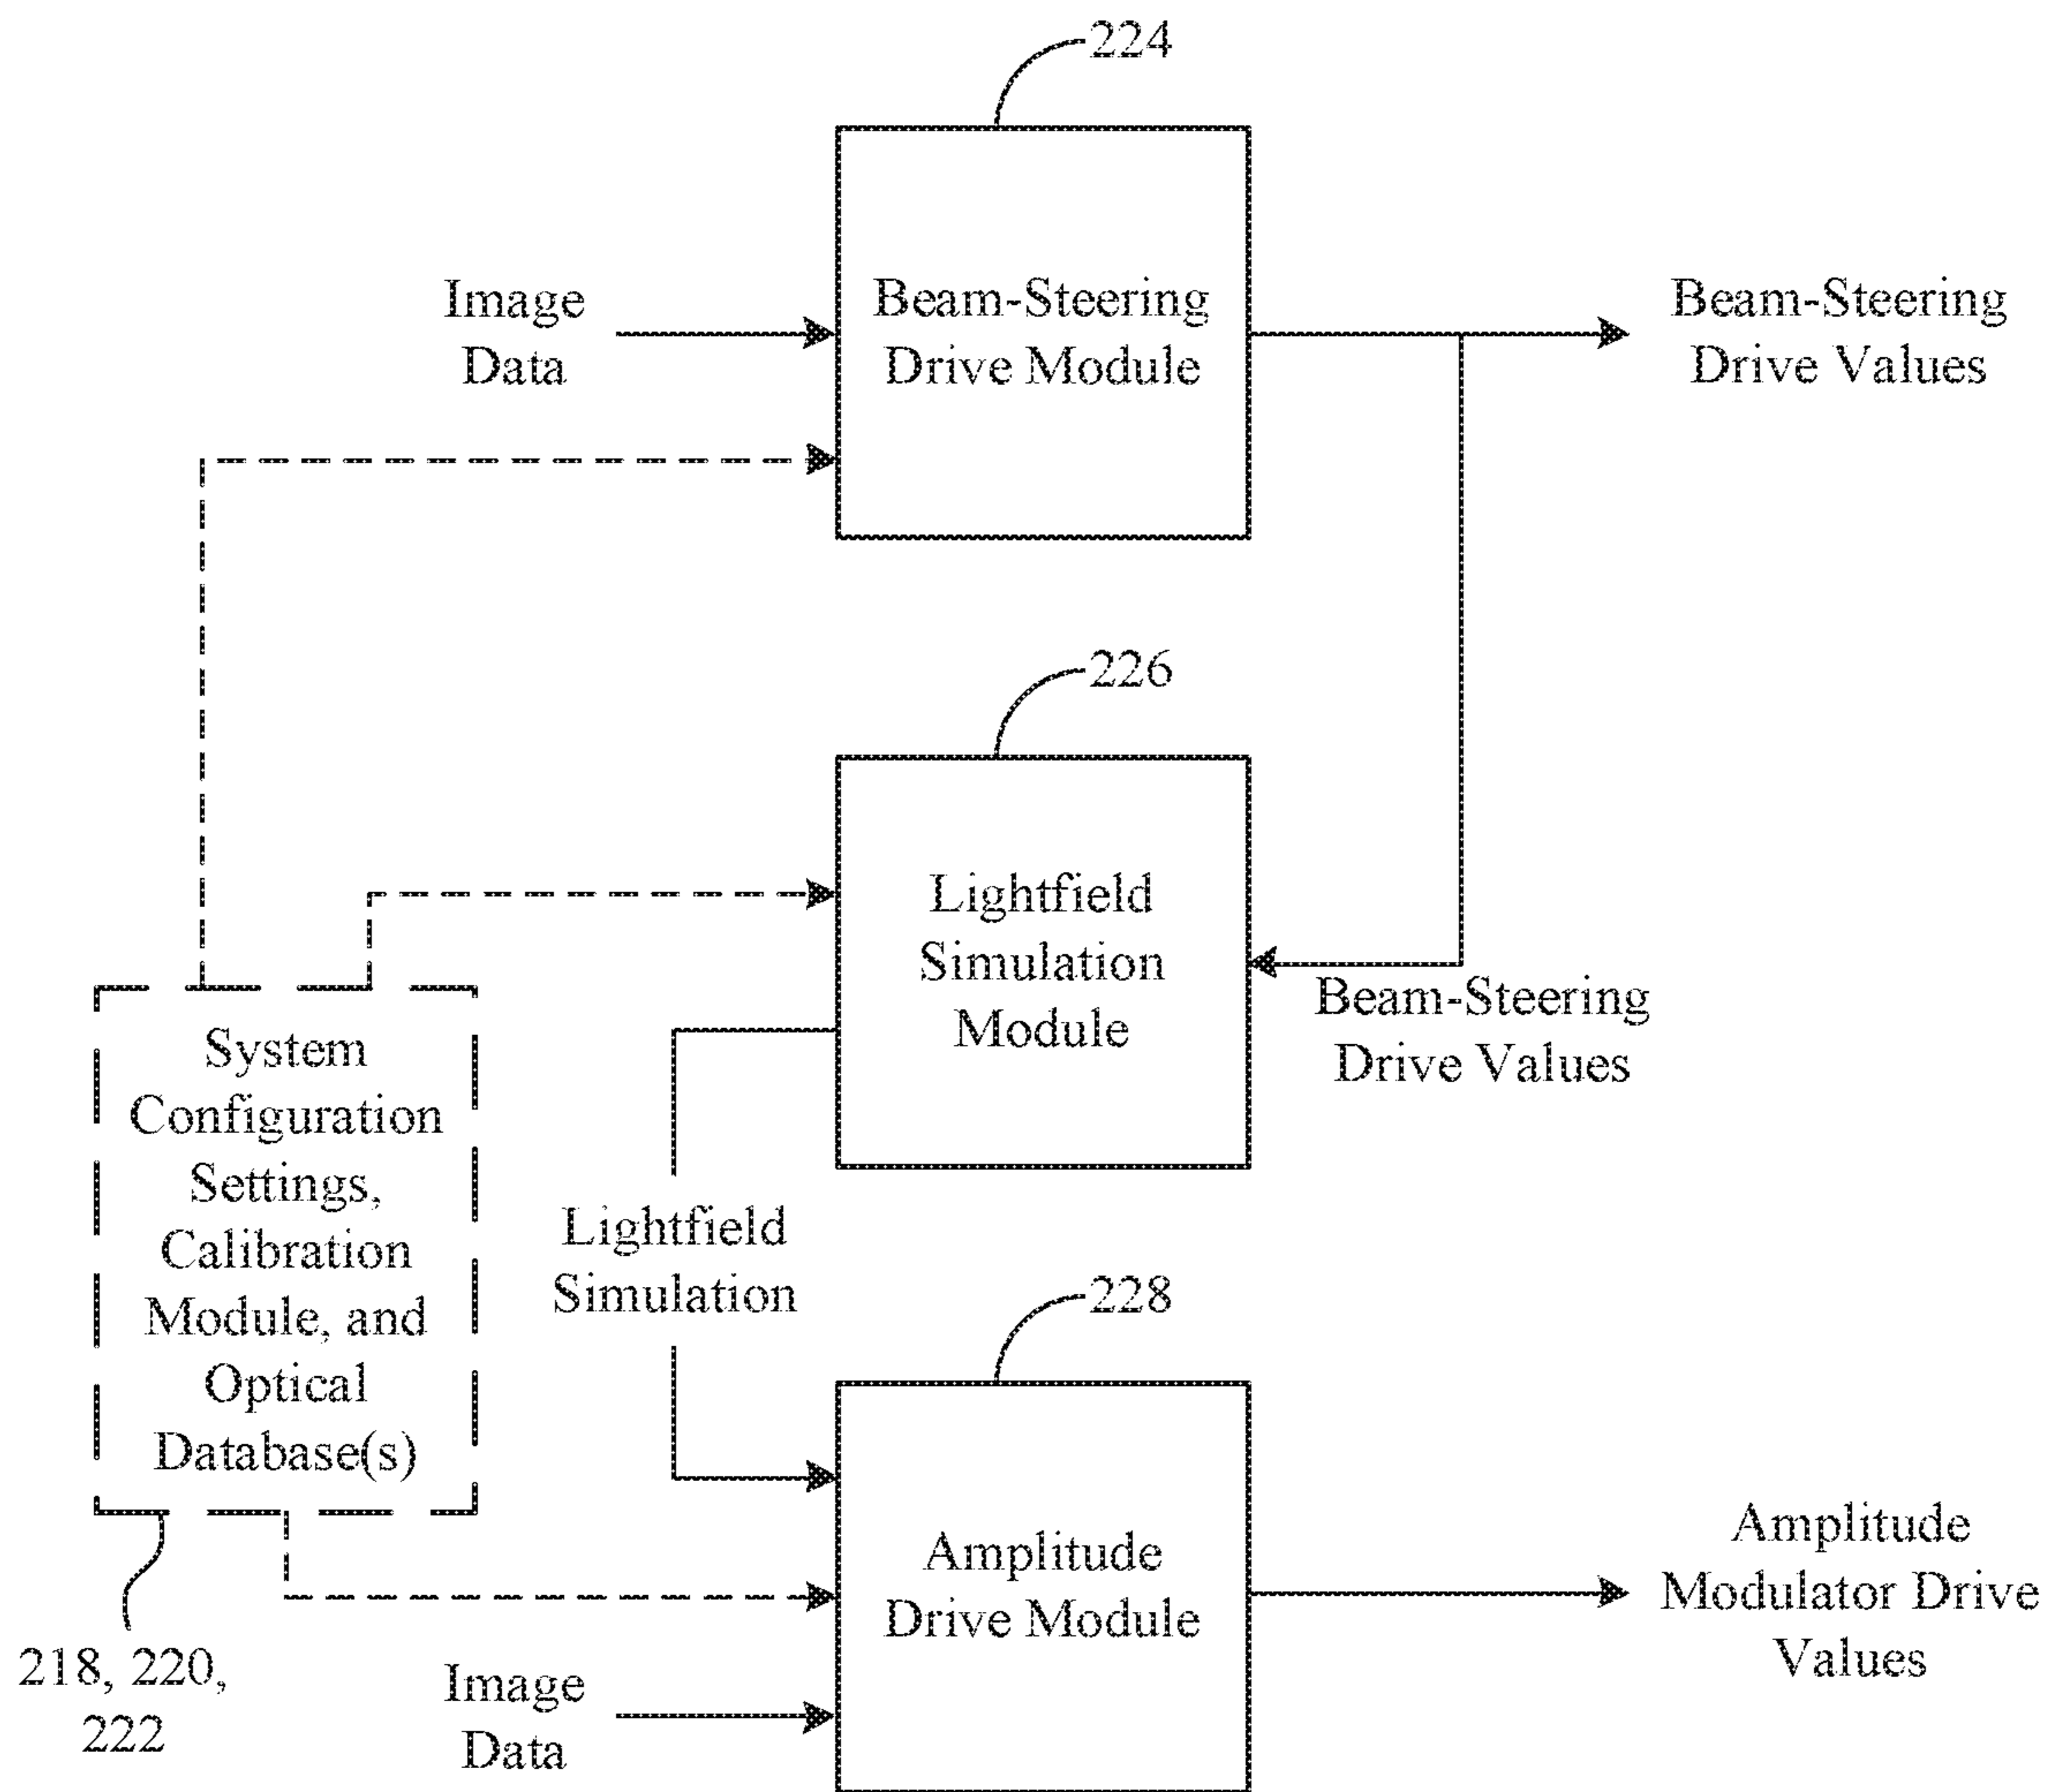 224
Image
Data
Beam-Steering
Drive Module
Beam-Steering
Drive Values
226
Lightfield
Simulation
Module
Beam-Steering
Drive Values
System
Configuration
Settings,
Calibration
Module, and
Optical
Database(s)
Lightfield
Simulation
228
Amplitude
Drive Module
Amplitude
Modulator Drive
Values
218, 220,
222
Image
Data